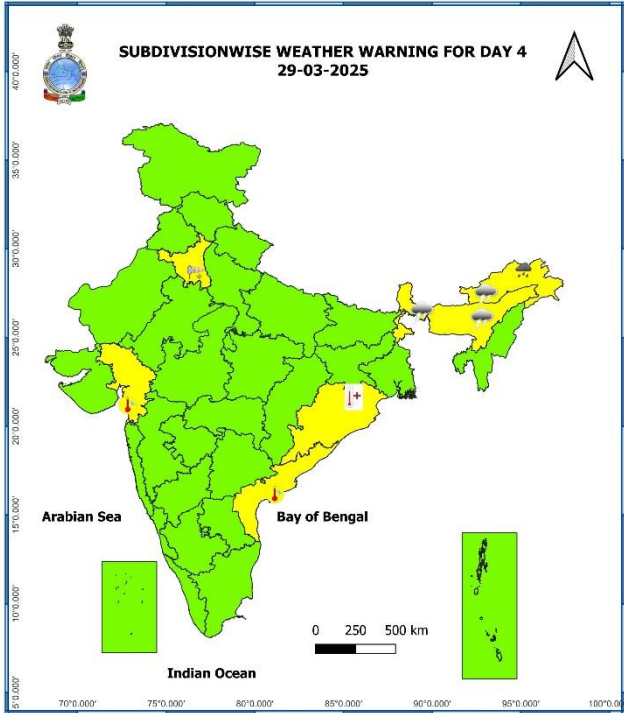 SUBDIVISIONWISE WEATHER WARNING FOR DAY 4
29-03-2025
40°0.000'
35°0.000'
30°0.000'
25°0.000'
20°0.000'
15°0.000'
10°0.000'
5°0.000'
Arabian Sea
Bay of Bengal
0 250 500 km
Indian Ocean
70°0.000' 75°0.000' 80°0.000' 85°0.000' 90°0.000' 95°0.000'